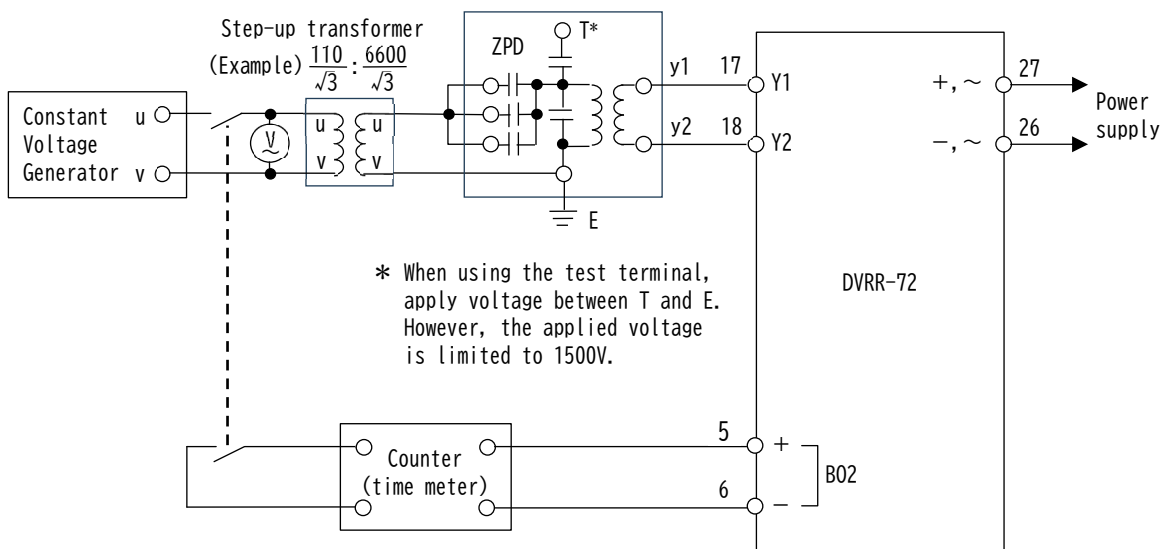 Step-up transformer
(Example) 110/√3 : 6600/√3
Constant
Voltage
Generator
u
v
V
~
u
v
u
v
ZPD
T*
E
y1
y2
17
18
Y1
Y2
+,~
−,~
27
26
Power
supply
* When using the test terminal,
apply voltage between T and E.
However, the applied voltage
is limited to 1500V.
DVRR-72
Counter
(time meter)
5
6
+
−
BO2